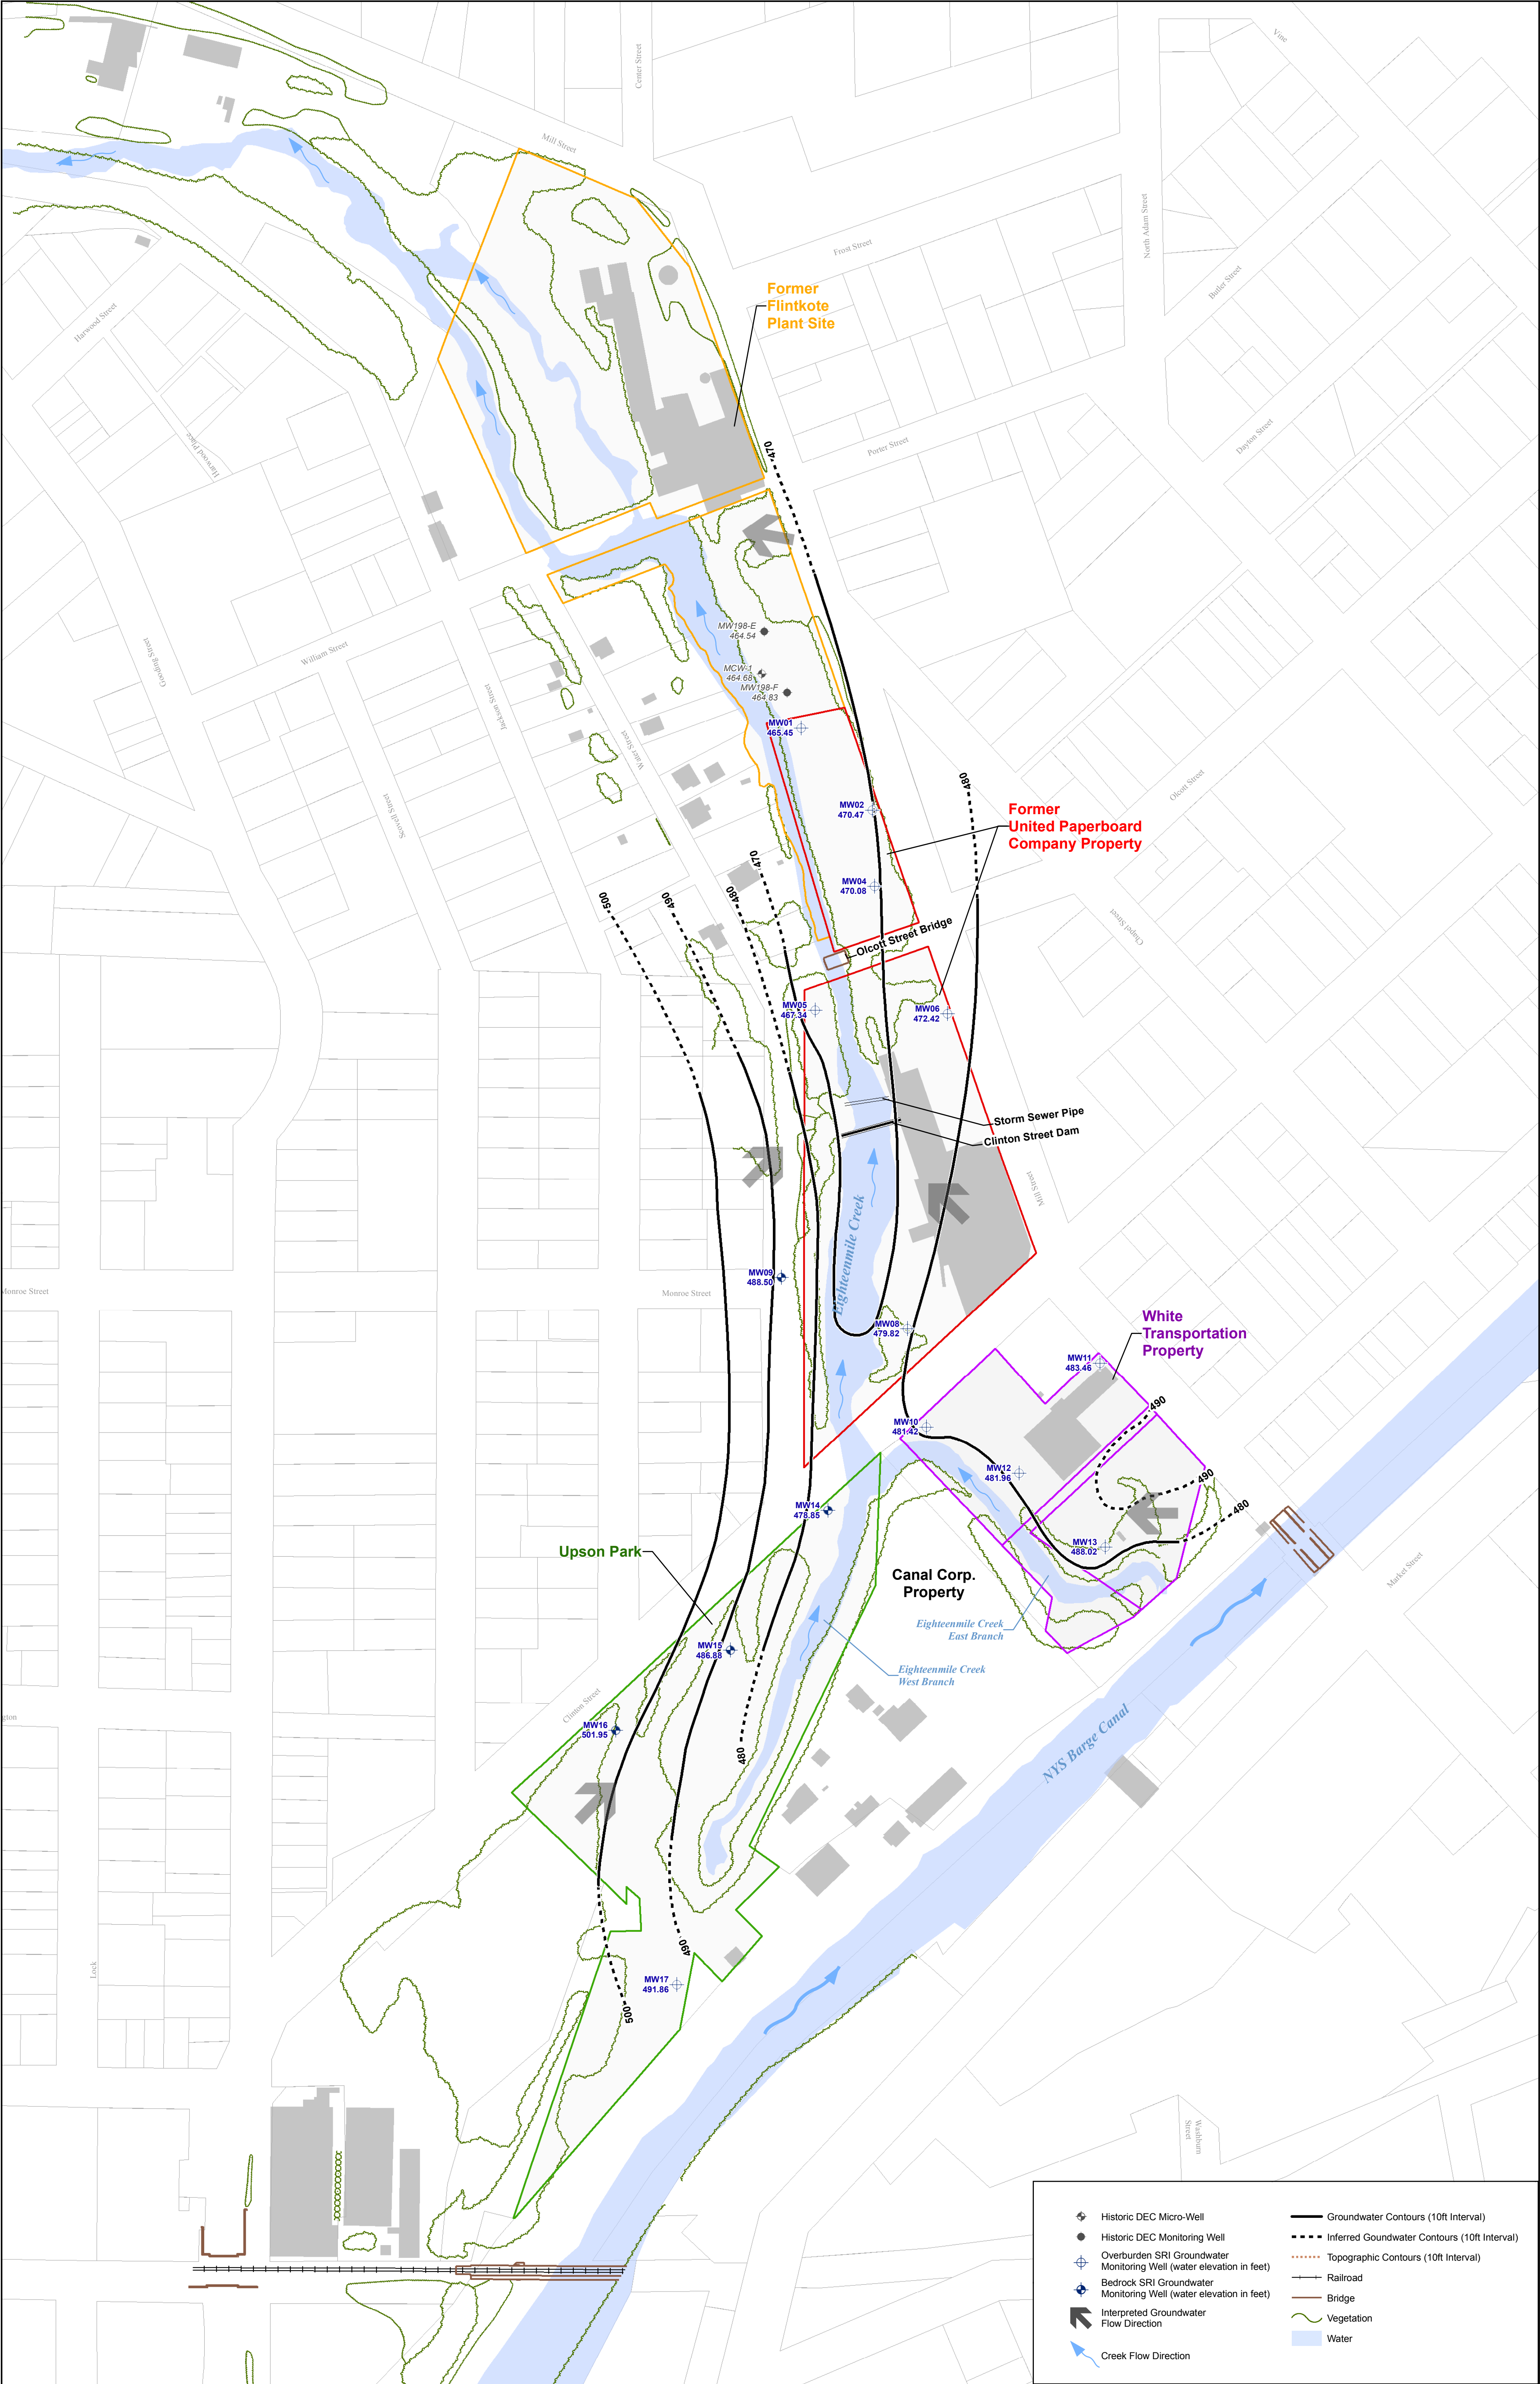 Vine
Center Street
Mill Street
North Adam Street
Frost Street
Butler Street
Harwood Street
Former
Flintkote
Plant Site
Harwood Place
Porter Street
Dayton Street
470
MW198-E
464.54
Gooding Street
William Street
MCW-1
464.68
MW198-F
464.83
Jackson Street
Water Street
MW01
465.45
Olcott Street
480
Scovell Street
MW02
470.47
Former
United Paperboard
Company Property
470
MW04
470.08
500
490
480
Chapel Street
Olcott Street Bridge
MW05
467.34
MW06
472.42
Storm Sewer Pipe
Clinton Street Dam
Mill Street
Eighteenmile Creek
MW09
488.50
Monroe Street
Monroe Street
White
Transportation
Property
MW08
479.82
MW11
483.46
490
MW10
481.42
MW12
481.96
490
480
MW14
478.85
MW13
488.02
Upson Park
Canal Corp.
Property
Market Street
Eighteenmile Creek
East Branch
MW15
486.88
Eighteenmile Creek
West Branch
Clinton Street
gton
MW16
501.95
480
NYS Barge Canal
490
Lock
MW17
491.86
500
Washburn
Street
Historic DEC Micro-Well
Historic DEC Monitoring Well
Overburden SRI Groundwater
Monitoring Well (water elevation in feet)
Bedrock SRI Groundwater
Monitoring Well (water elevation in feet)
Interpreted Groundwater
Flow Direction
Creek Flow Direction
Groundwater Contours (10ft Interval)
Inferred Goundwater Contours (10ft Interval)
Topographic Contours (10ft Interval)
Railroad
Bridge
Vegetation
Water